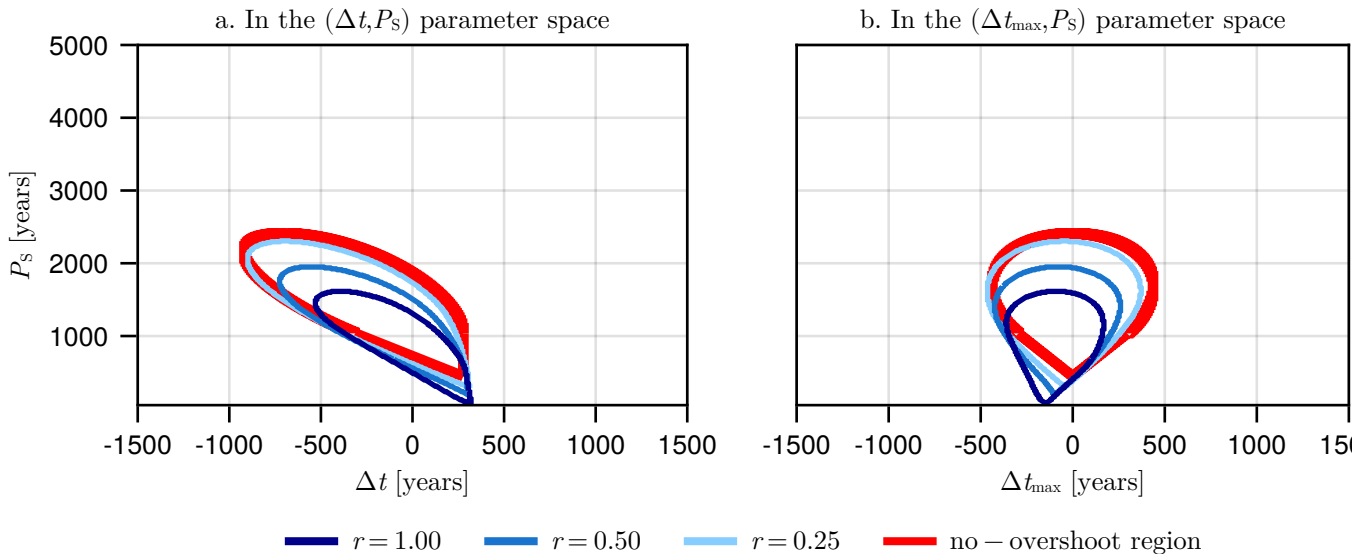 a. In the (Δt,P_S) parameter space
b. In the (Δt_max,P_S) parameter space
5000
4000
3000
2000
1000
P_S [years]
-1500 -1000 -500 0 500 1000 1500
-1500 -1000 -500 0 500 1000 150
Δt [years]
Δt_max [years]
r = 1.00 r = 0.50 r = 0.25 no − overshoot region